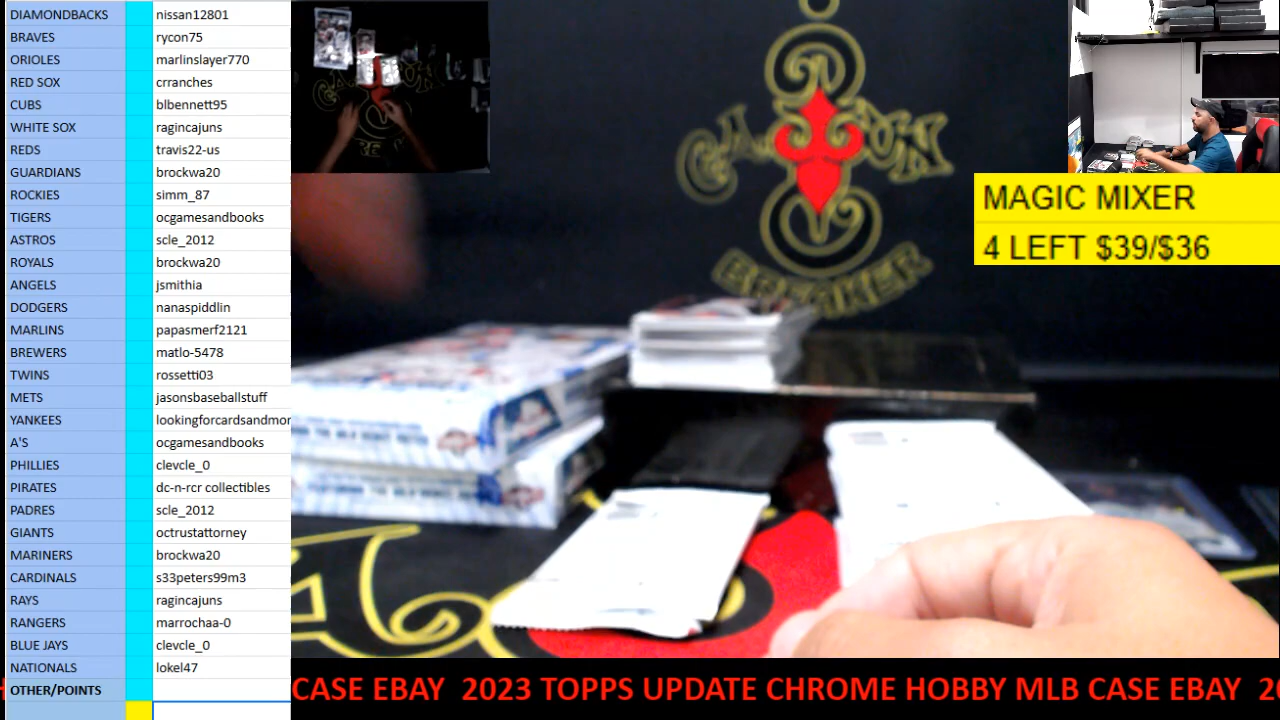 DIAMONDBACKS nissan12801
BRAVES rycon75
ORIOLES marlinslayer770
RED SOX crranches
CUBS blbennett95
WHITE SOX ragincajuns
REDS travis22-us
GUARDIANS brockwa20
ROCKIES simm_87
TIGERS ocgamesandbooks
ASTROS scle_2012
ROYALS brockwa20
ANGELS jsmithia
DODGERS nanaspiddlin
MARLINS papasmerf2121
BREWERS matlo-5478
TWINS rossetti03
METS jasonsbaseballstuff
YANKEES lookingforcardsandmor
A'S ocgamesandbooks
PHILLIES clevcle_0
PIRATES dc-n-rcr collectibles
PADRES scle_2012
GIANTS octrustattorney
MARINERS brockwa20
CARDINALS s33peters99m3
RAYS ragincajuns
RANGERS marrochaa-0
BLUE JAYS clevcle_0
NATIONALS lokel47
OTHER/POINTS
CAJUN
BREAKER
MAGIC MIXER
4 LEFT $39/$36
CASE EBAY 2023 TOPPS UPDATE CHROME HOBBY MLB CASE EBAY 20